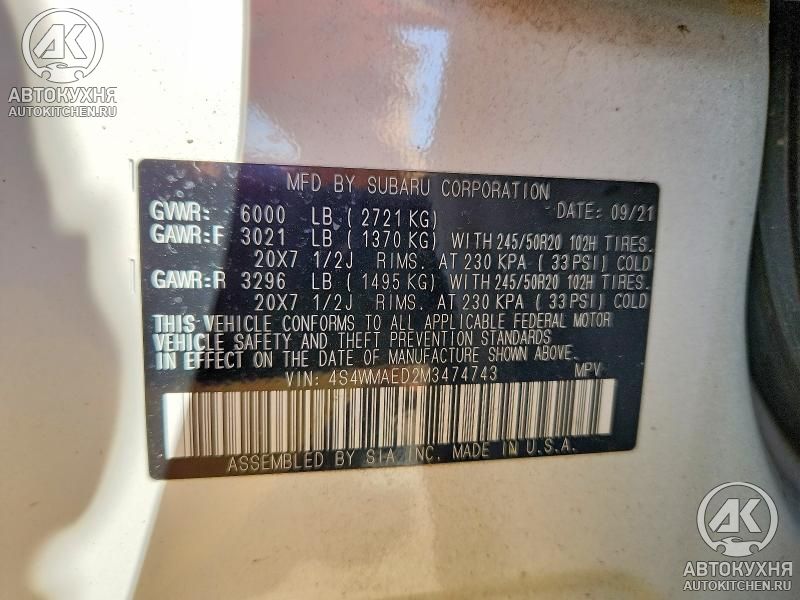 АК
АВТОКУХНЯ
AUTOKITCHEN.RU
MFD BY SUBARU CORPORATION
GVWR: 6000 LB ( 2721 KG) DATE: 09/21
GAWR:F 3021 LB ( 1370 KG) WITH 245/50R20 102H TIRES.
20X7 1/2J RIMS. AT 230 KPA ( 33 PSI) COLD
GAWR:R 3296 LB ( 1495 KG) WITH 245/50R20 102H TIRES.
20X7 1/2J RIMS. AT 230 KPA ( 33 PSI) COLD
THIS VEHICLE CONFORMS TO ALL APPLICABLE FEDERAL MOTOR
VEHICLE SAFETY AND THEFT PREVENTION STANDARDS
IN EFFECT ON THE DATE OF MANUFACTURE SHOWN ABOVE.
VIN: 4S4WMAED2M3474743 MPV
ASSEMBLED BY SIA, INC. MADE IN U.S.A.
АК
АВТОКУХНЯ
AUTOKITCHEN.RU